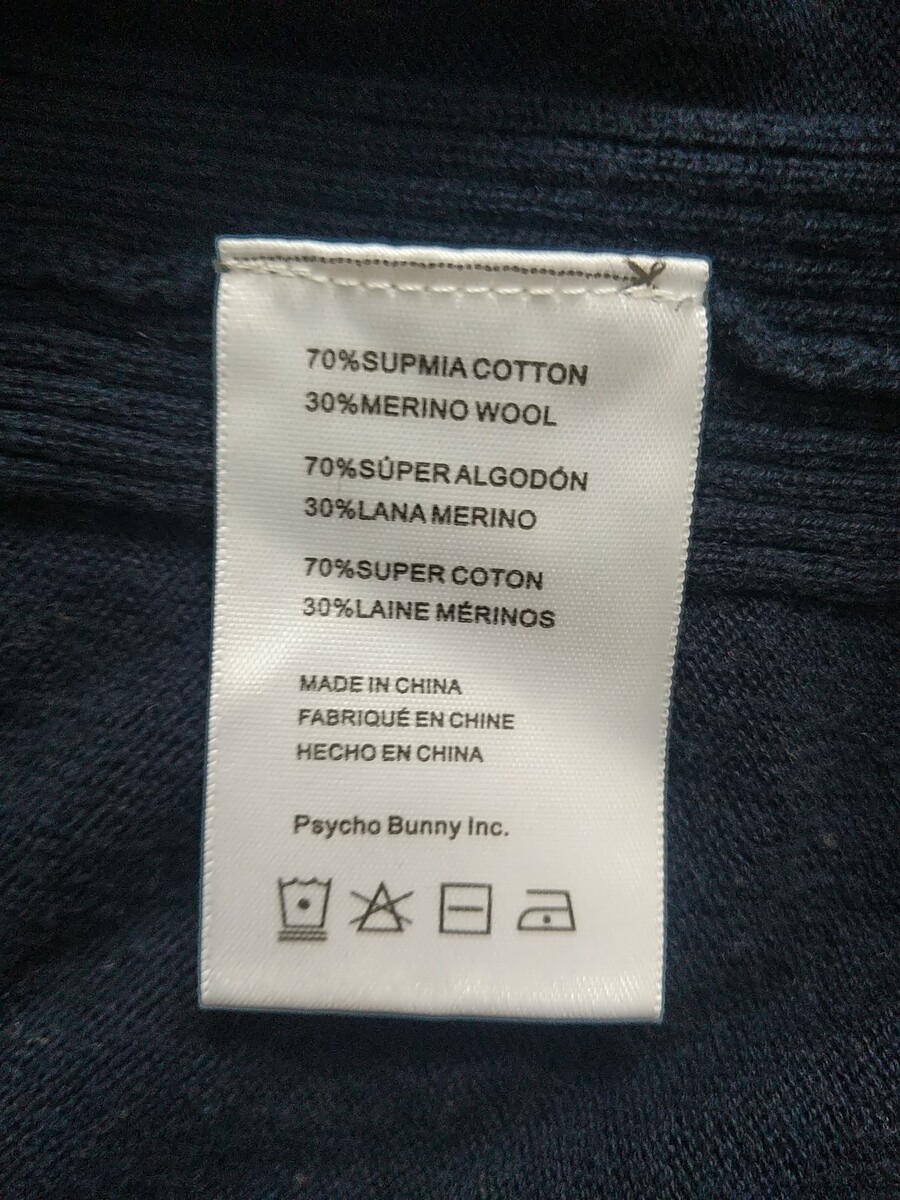 70%SUPMIA COTTON
30%MERINO WOOL
70%SÚPER ALGODÓN
30%LANA MERINO
70%SUPER COTON
30%LAINE MÉRINOS
MADE IN CHINA
FABRIQUÉ EN CHINE
HECHO EN CHINA
Psycho Bunny Inc.